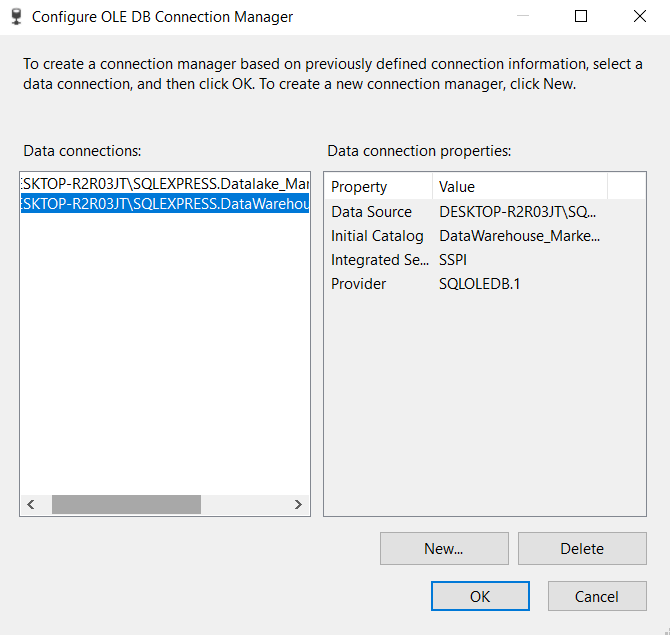 Configure OLE DB Connection Manager
To create a connection manager based on previously defined connection information, select a
data connection, and then click OK. To create a new connection manager, click New.
Data connections:
SKTOP-R2R03JT\SQLEXPRESS.Datalake_Mar
SKTOP-R2R03JT\SQLEXPRESS.DataWarehou
Data connection properties:
Property Value
Data Source DESKTOP-R2R03JT\SQ...
Initial Catalog DataWarehouse_Marke...
Integrated Se... SSPI
Provider SQLOLEDB.1
New... Delete
OK Cancel